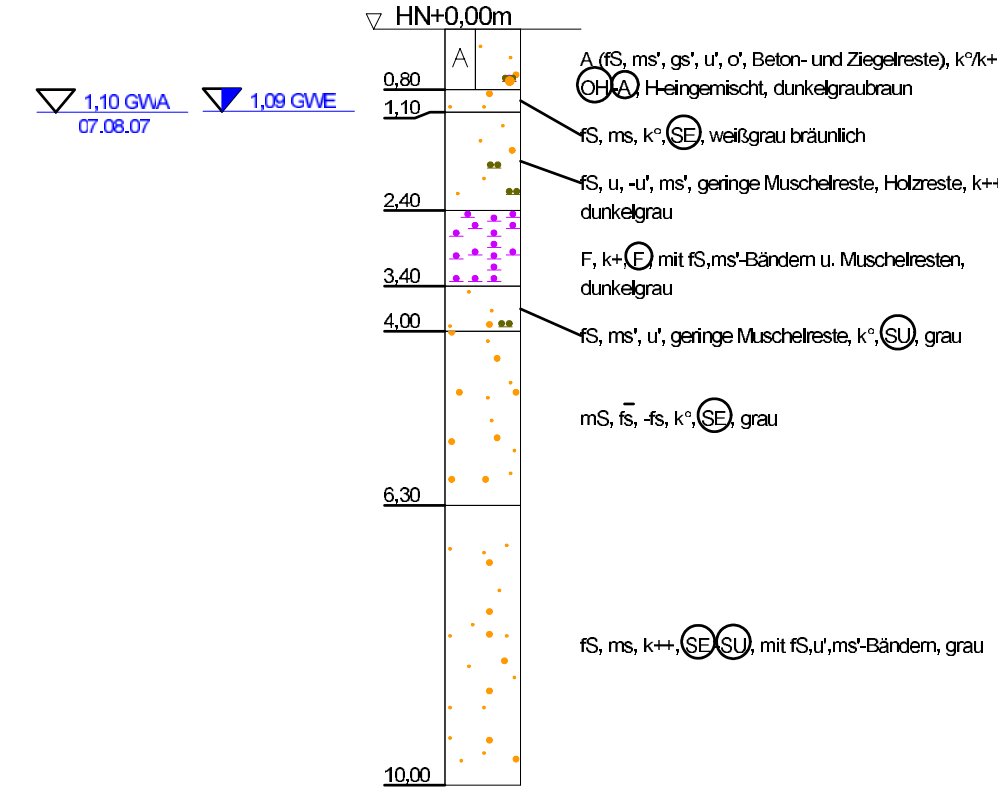 HN+0,00m
A
A (fS, ms', gs', u', o', Beton- und Ziegelreste), k°/k+
0,80
OH-A, H-eingemischt, dunkelgraubraun
1,10 GWA
07.08.07
1,09 GWE
1,10
fS, ms, k°, SE, weißgrau bräunlich
fS, u, -u', ms', geringe Muschelreste, Holzreste, k++
2,40
dunkelgrau
F, k+, F, mit fS,ms'-Bändern u. Muschelresten,
3,40
dunkelgrau
4,00
fS, ms', u', geringe Muschelreste, k°, SU, grau
mS, f̅s, -fs, k°, SE, grau
6,30
fS, ms, k++, SE-SU, mit fS,u',ms'-Bändern, grau
10,00